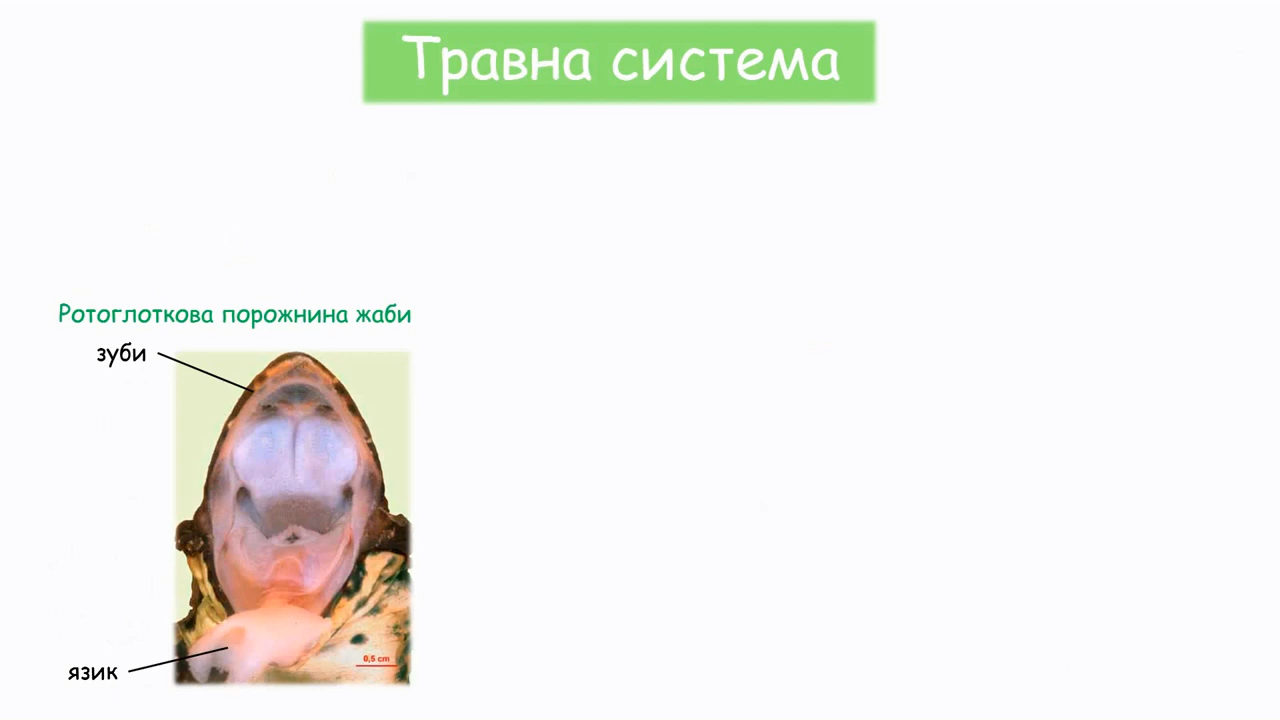 Травна система
Ротоглоткова порожнина жаби
зуби
0,5 cm
язик